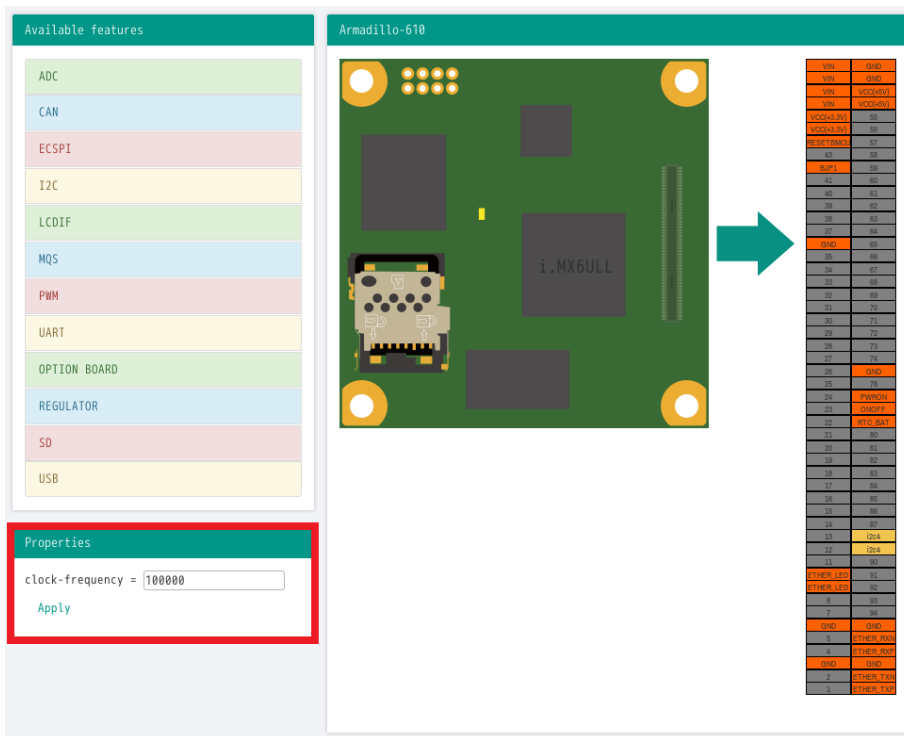 Available features
ADC
CAN
ECSPI
I2C
LCDIF
MQS
PWM
UART
OPTION BOARD
REGULATOR
SD
USB
Properties
clock-frequency = 100000
Apply
Armadillo-610
i.MX6ULL
VIN GND
VIN GND
VIN VCC(+5V)
VIN VCC(+5V)
VCC(+3.3V) 55
VCC(+3.3V) 56
RESETBMCU 57
43 58
BJP1 59
41 60
40 61
39 62
38 63
37 64
GND 65
35 66
34 67
33 68
32 69
31 70
30 71
29 72
28 73
27 74
26 GND
25 76
24 PWRON
23 ONOFF
22 RTC_BAT
21 80
20 81
19 82
18 83
17 84
16 85
15 86
14 87
13 i2c4
12 i2c4
11 90
ETHER_LED 91
ETHER_LED 92
8 93
7 94
GND GND
5 ETHER_RXN
4 ETHER_RXP
GND GND
2 ETHER_TXN
1 ETHER_TXP